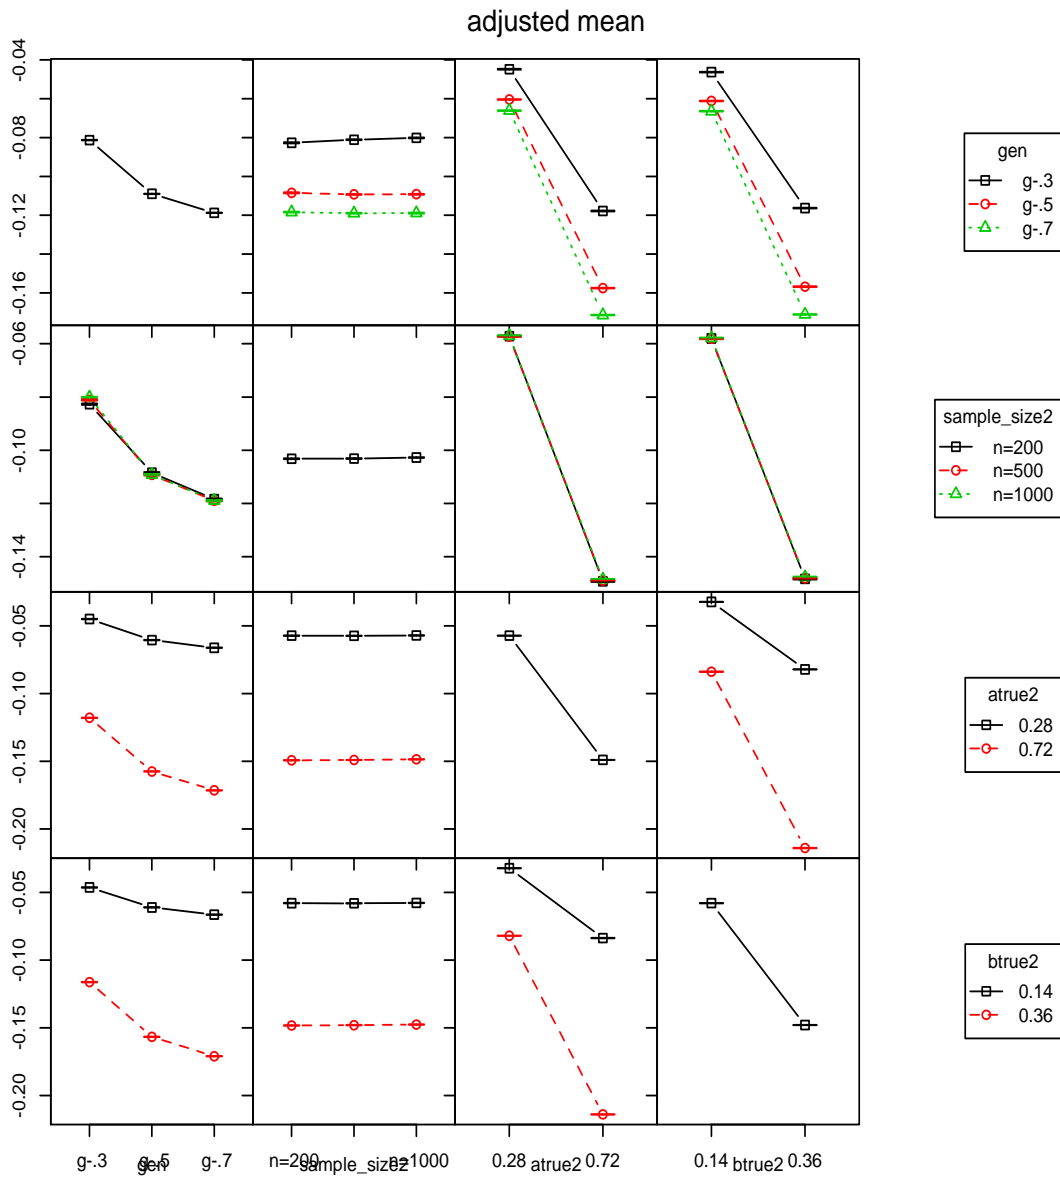 adjusted mean
-0.04
-0.08
-0.12
-0.16
gen
g-.3
g-.5
g-.7
-0.06
-0.10
-0.14
sample_size2
n=200
n=500
n=1000
-0.05
-0.10
-0.15
-0.20
atrue2
0.28
0.72
-0.05
-0.10
-0.15
-0.20
btrue2
0.14
0.36
g-.3 g-.5 g-.7 n=200 n=1000 0.28 0.72 0.14 0.36
gen sample_size2 atrue2 btrue2